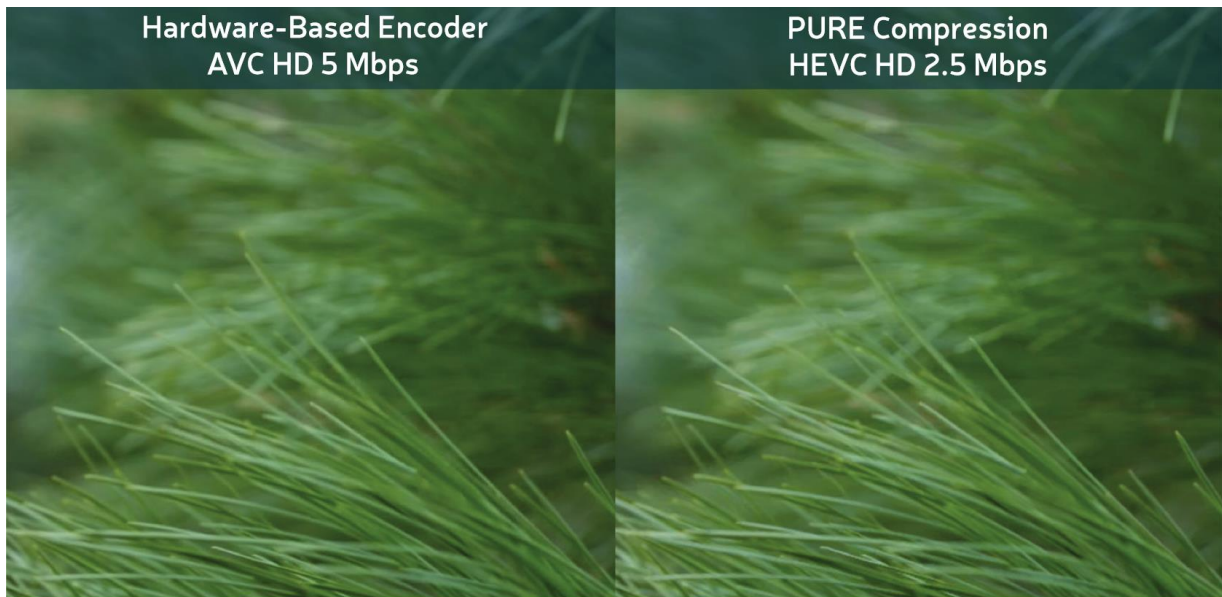 Hardware-Based Encoder
AVC HD 5 Mbps
PURE Compression
HEVC HD 2.5 Mbps